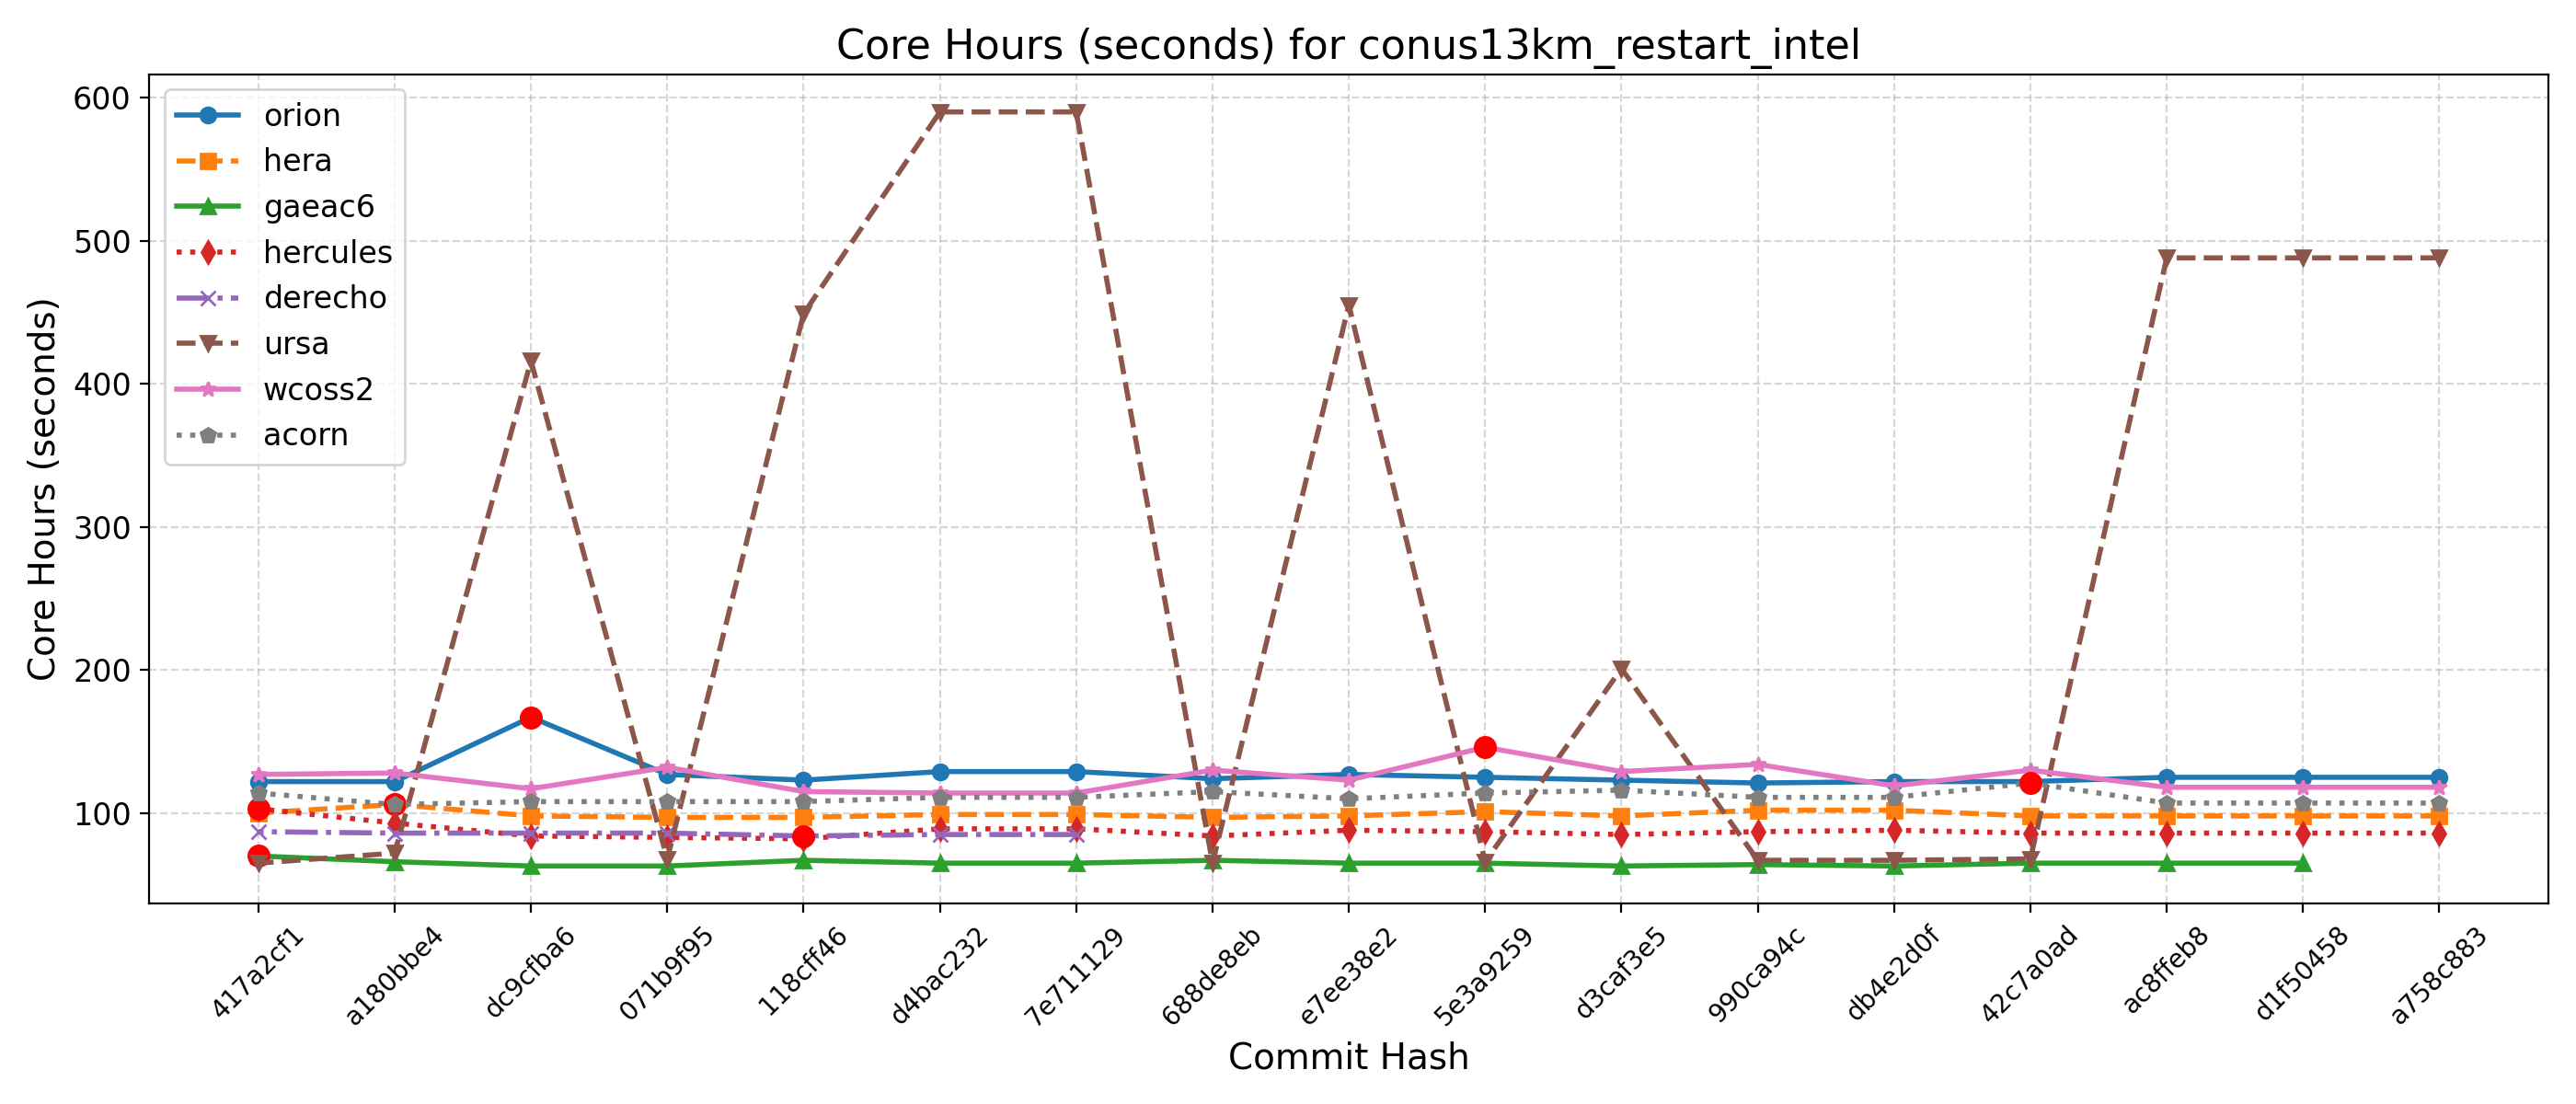 Core Hours (seconds) for conus13km_restart_intel
Core Hours (seconds)
600
500
400
300
200
100
orion
hera
gaeac6
hercules
derecho
ursa
wcoss2
acorn
417a2cf1
a180bbe4
dc9cfba6
071b9f95
118cff46
d4bac232
7e711129
688de8eb
e7ee38e2
5e3a9259
d3caf3e5
990ca94c
db4e2d0f
42c7a0ad
ac8ffeb8
d1f50458
a758c883
Commit Hash